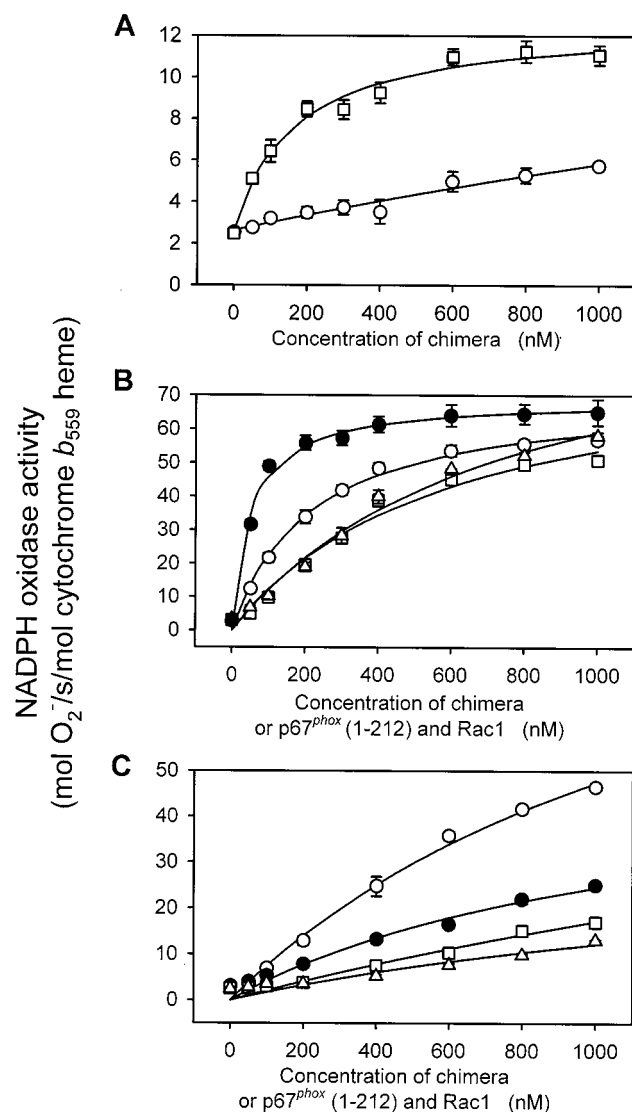 A
12
10
8
6
4
2
0
0 200 400 600 800 1000
Concentration of chimera (nM)
NADPH oxidase activity
(mol O2-/s/mol cytochrome b559 heme)
B
70
60
50
40
30
20
10
0
0 200 400 600 800 1000
Concentration of chimera
or p67phox (1-212) and Rac1 (nM)
C
50
40
30
20
10
0
0 200 400 600 800 1000
Concentration of chimera
or p67phox (1-212) and Rac1 (nM)